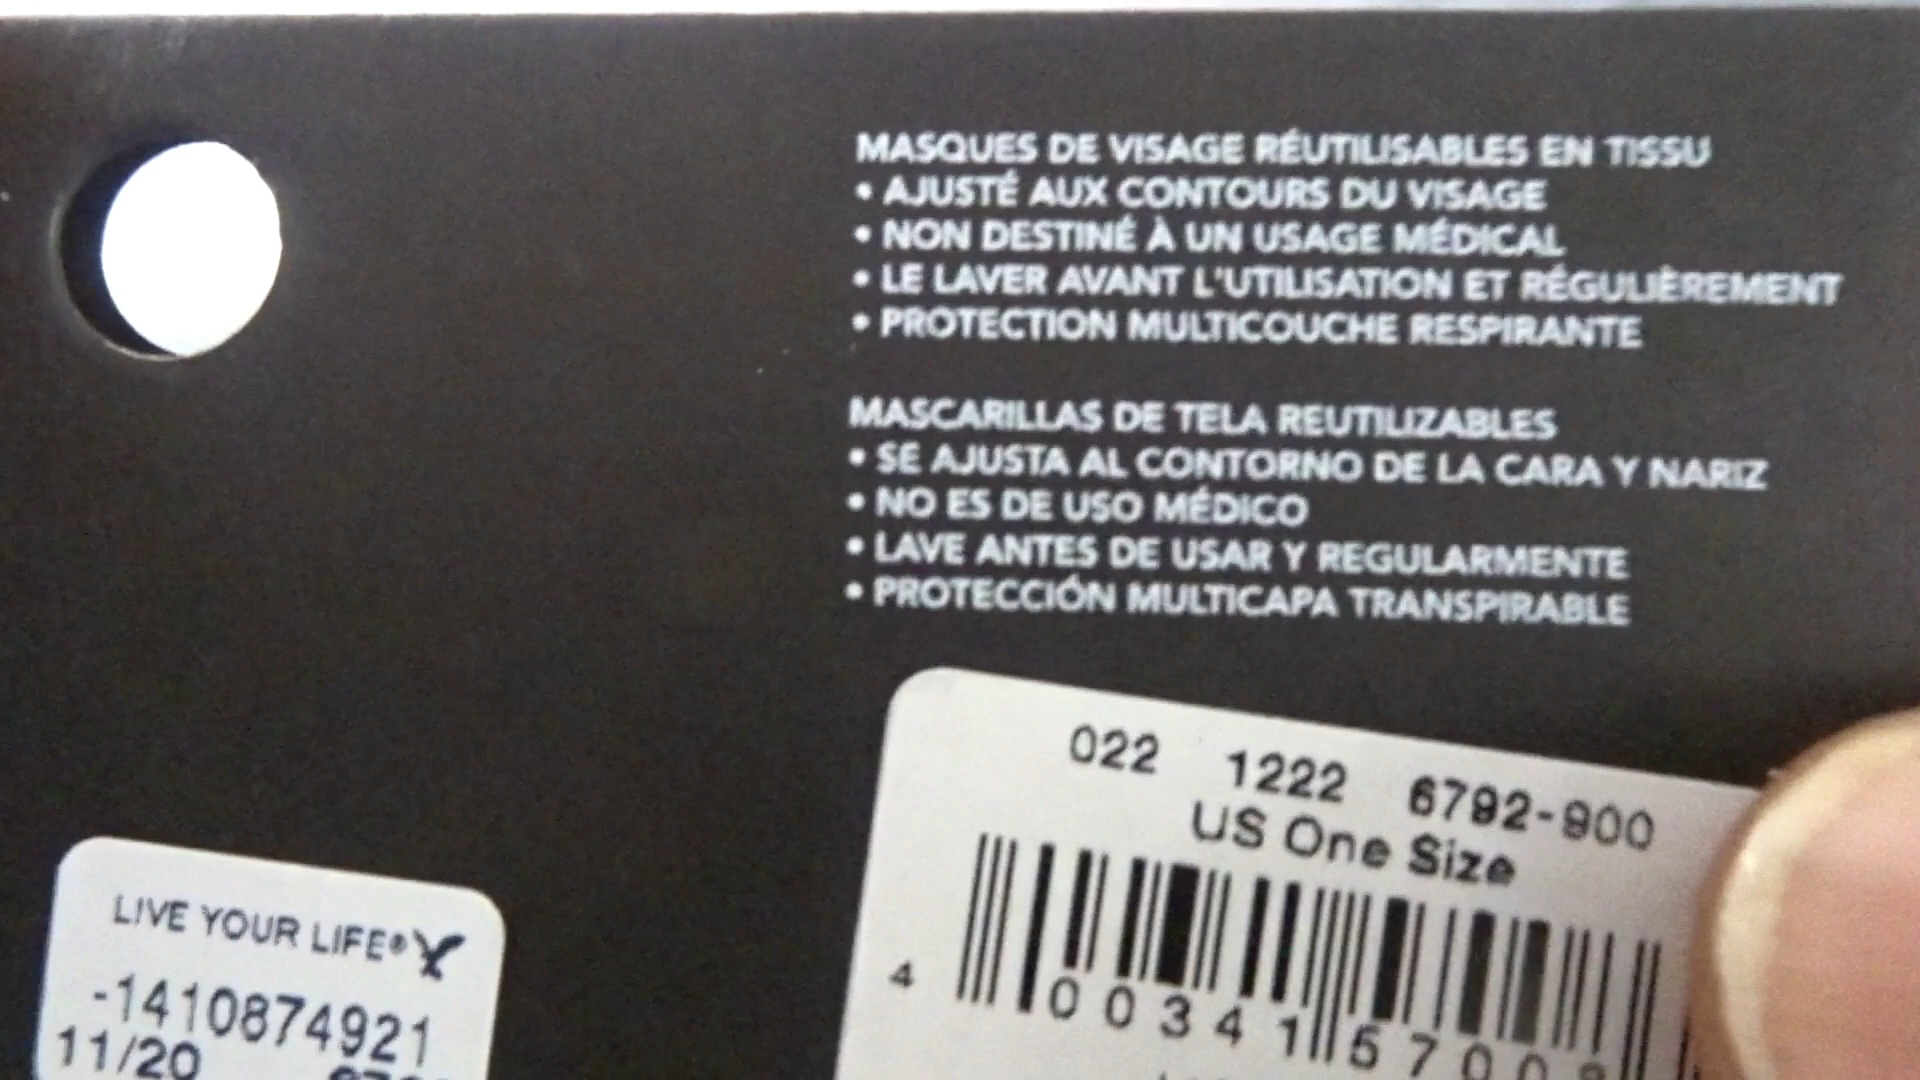 MASQUES DE VISAGE RÉUTILISABLES EN TISSU
• AJUSTÉ AUX CONTOURS DU VISAGE
• NON DESTINÉ À UN USAGE MÉDICAL
• LE LAVER AVANT L'UTILISATION ET RÉGULIÈREMENT
• PROTECTION MULTICOUCHE RESPIRANTE
MASCARILLAS DE TELA REUTILIZABLES
• SE AJUSTA AL CONTORNO DE LA CARA Y NARIZ
• NO ES DE USO MÉDICO
• LAVE ANTES DE USAR Y REGULARMENTE
• PROTECCIÓN MULTICAPA TRANSPIRABLE
022 1222 6792-900
US One Size
4 00341 5700
LIVE YOUR LIFE®
-1410874921
11/20